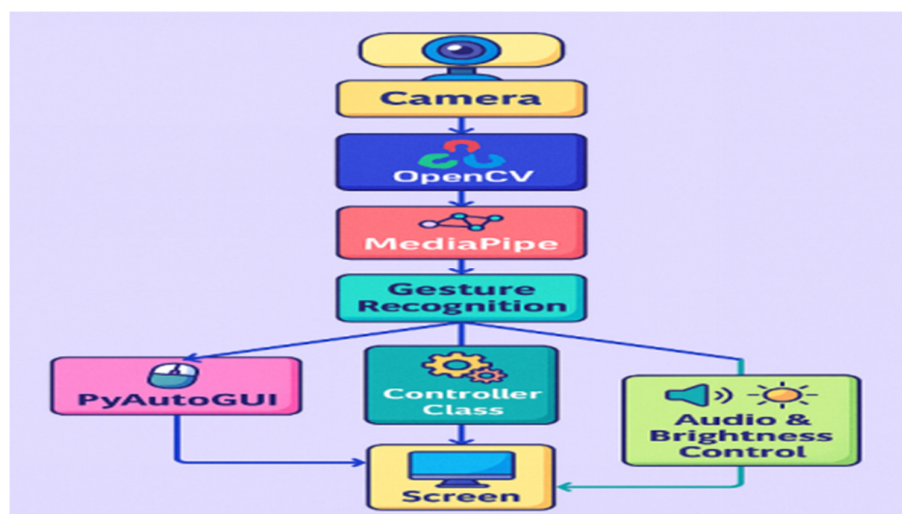 Camera
OpenCV
MediaPipe
Gesture
Recognition
PyAutoGUI
Controller
Class
Audio &
Brightness
Control
Screen